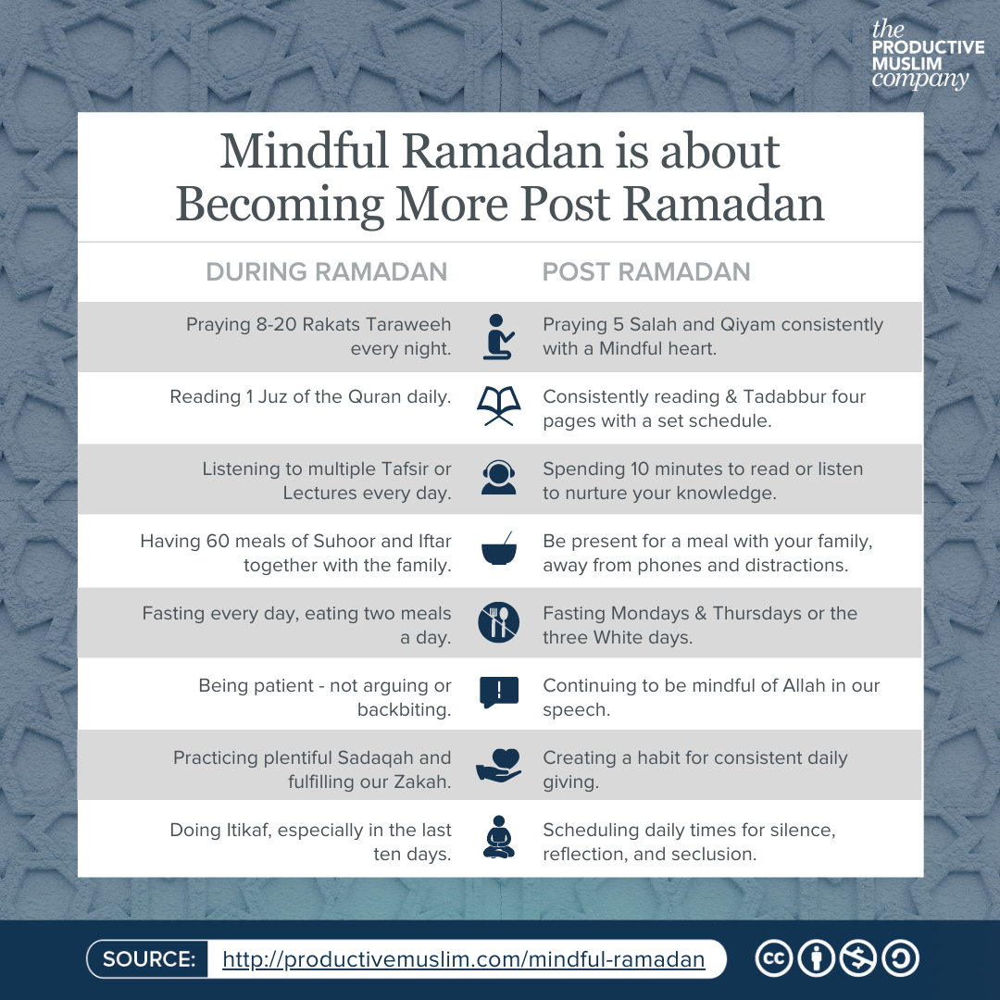 the
PRODUCTIVE
MUSLIM
company
Mindful Ramadan is about
Becoming More Post Ramadan
DURING RAMADAN
POST RAMADAN
Praying 8-20 Rakats Taraweeh
every night.
Praying 5 Salah and Qiyam consistently
with a Mindful heart.
Reading 1 Juz of the Quran daily.
Consistently reading & Tadabbur four
pages with a set schedule.
Listening to multiple Tafsir or
Lectures every day.
Spending 10 minutes to read or listen
to nurture your knowledge.
Having 60 meals of Suhoor and Iftar
together with the family.
Be present for a meal with your family,
away from phones and distractions.
Fasting every day, eating two meals
a day.
Fasting Mondays & Thursdays or the
three White days.
Being patient - not arguing or
backbiting.
Continuing to be mindful of Allah in our
speech.
Practicing plentiful Sadaqah and
fulfilling our Zakah.
Creating a habit for consistent daily
giving.
Doing Itikaf, especially in the last
ten days.
Scheduling daily times for silence,
reflection, and seclusion.
SOURCE:
http://productivemuslim.com/mindful-ramadan
cc